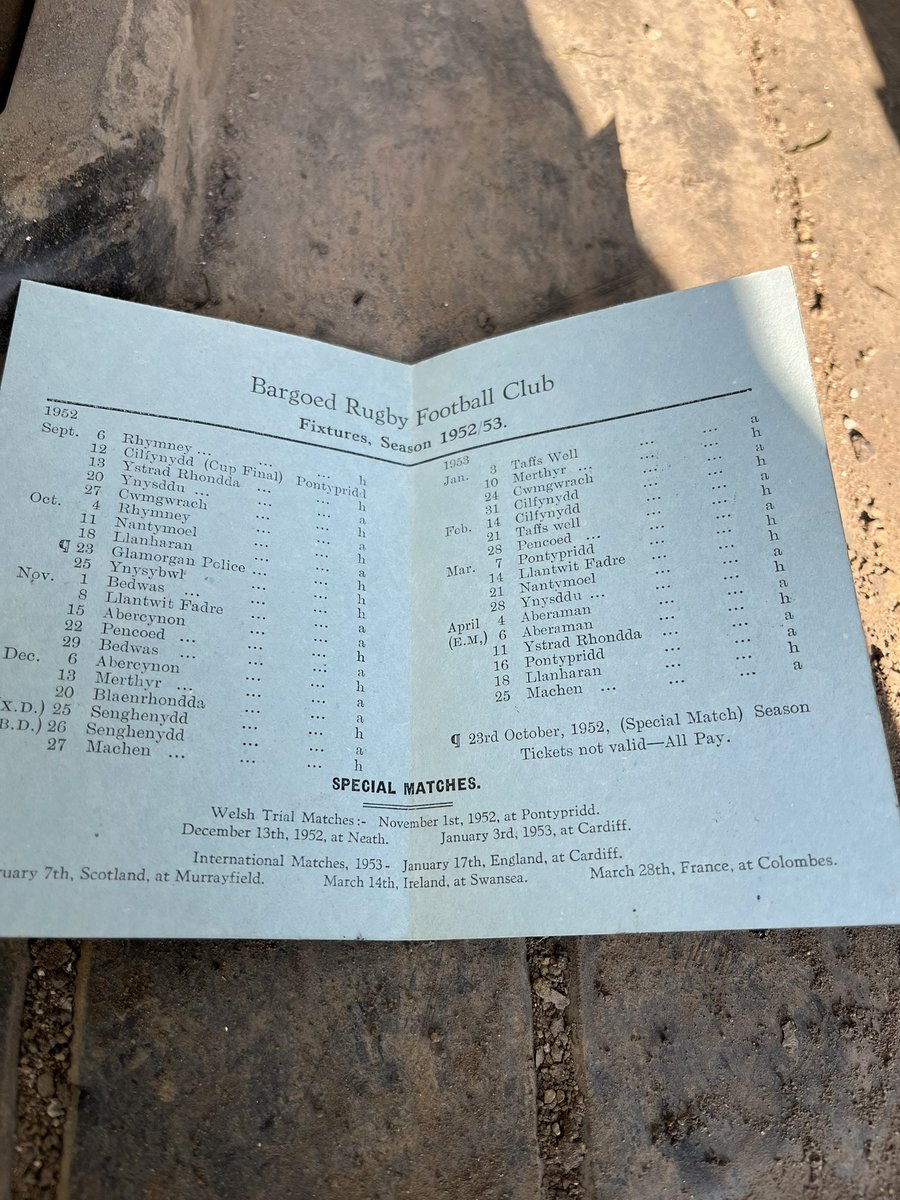 Bargoed Rugby Football Club
Fixtures, Season 1952/53.
1952
Sept. 6 Rhymney ... ... ... h
12 Cilfynydd (Cup Final) Pontypridd
13 Ystrad Rhondda ... ... h
20 Ynysddu ... ... ... a
27 Cwmgwrach ... ... h
Oct. 4 Rhymney ... ... a
11 Nantymoel ... ... h
18 Llanharan ... ... a
¶ 23 Glamorgan Police ... ... h
25 Ynysybwl ... ... h
Nov. 1 Bedwas ... ... ... h
8 Llantwit Fadre ... ... a
15 Abercynon ... ... a
22 Pencoed ... ... ... h
29 Bedwas ... ... ... a
Dec. 6 Abercynon ... ... h
13 Merthyr ... ... ... a
20 Blaenrhondda ... ... a
X.D.) 25 Senghenydd ... ... h
B.D.) 26 Senghenydd ... ... a
27 Machen ... ... ... h
1953
Jan. 3 Taffs Well ... ... a
10 Merthyr ... ... ... h
24 Cwmgwrach ... ... a
31 Cilfynydd ... ... h
Feb. 14 Cilfynydd ... ... a
21 Taffs well ... ... h
28 Pencoed ... ... ... a
Mar. 7 Pontypridd ... ... h
14 Llantwit Fadre ... ... h
21 Nantymoel ... ... a
28 Ynysddu ... ... ... h
April 4 Aberaman ... ... a
(E.M,) 6 Aberaman ... ... h
11 Ystrad Rhondda ... ... a
16 Pontypridd ... ... a
18 Llanharan ... ... h
25 Machen ... ... ... a
¶ 23rd October, 1952, (Special Match) Season
Tickets not valid—All Pay.
SPECIAL MATCHES.
Welsh Trial Matches:- November 1st, 1952, at Pontypridd.
December 13th, 1952, at Neath. January 3rd, 1953, at Cardiff.
International Matches, 1953- January 17th, England, at Cardiff.
ruary 7th, Scotland, at Murrayfield. March 14th, Ireland, at Swansea. March 28th, France, at Colombes.